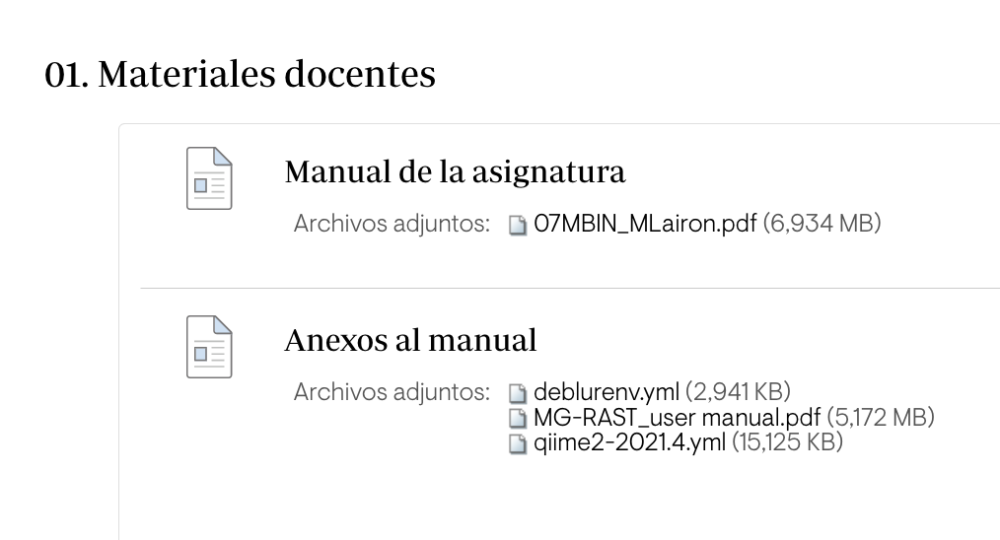 01. Materiales docentes
Manual de la asignatura
Archivos adjuntos: 07MBIN_MLairon.pdf (6,934 MB)
Anexos al manual
Archivos adjuntos: deblurenv.yml (2,941 KB)
MG-RAST_user manual.pdf (5,172 MB)
qiime2-2021.4.yml (15,125 KB)